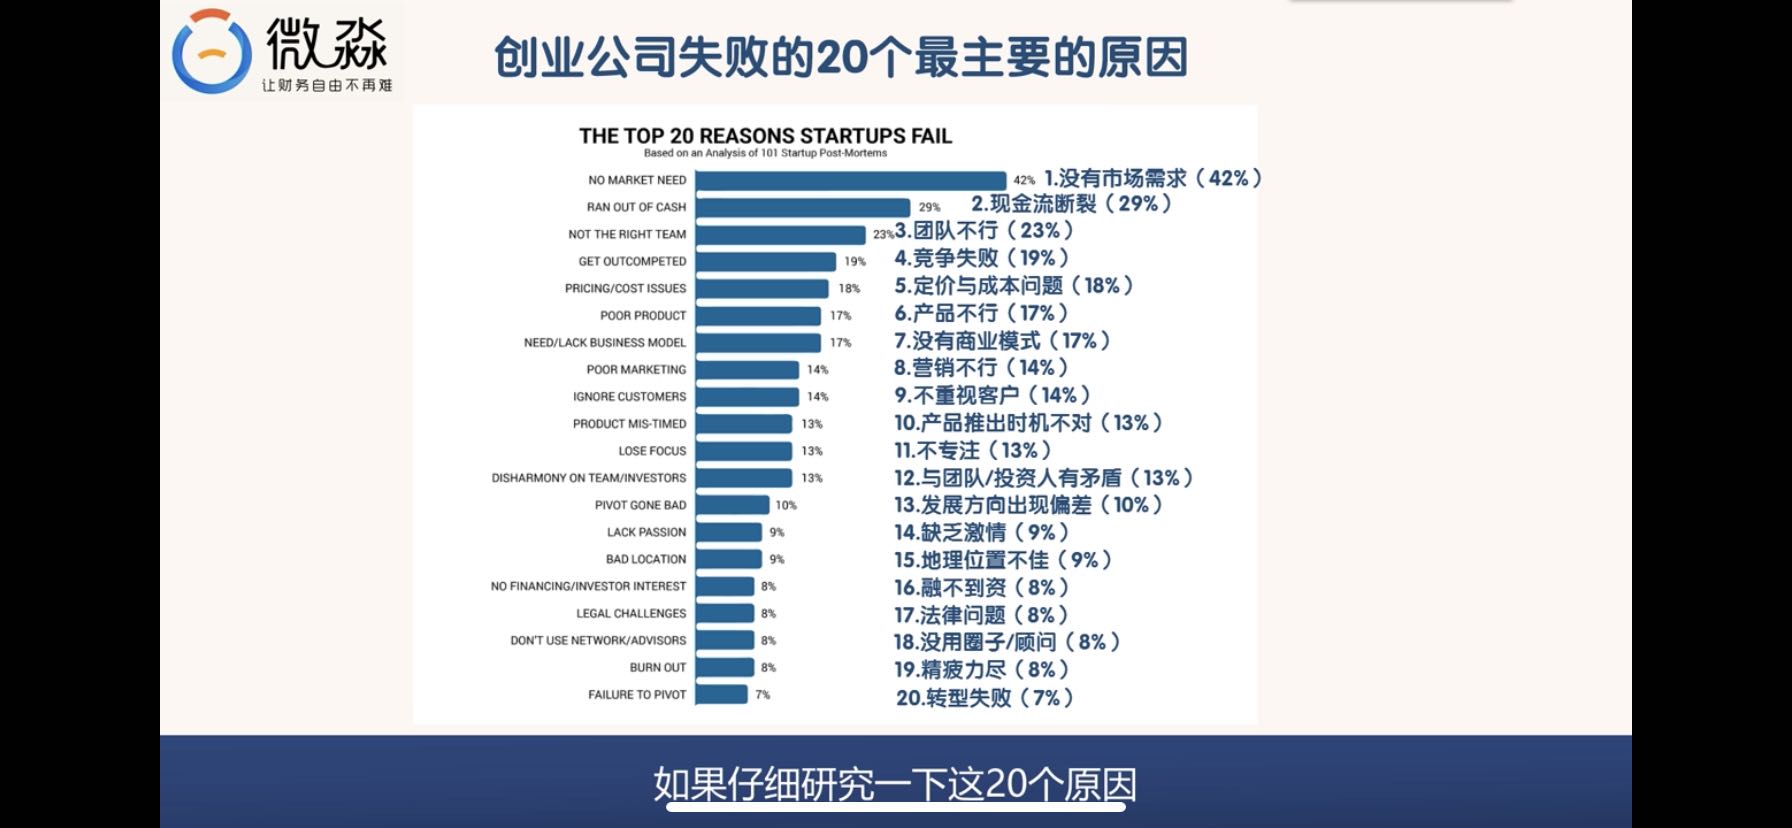 微淼
让财务自由不再难
创业公司失败的20个最主要的原因
THE TOP 20 REASONS STARTUPS FAIL
Based on an Analysis of 101 Startup Post-Mortems
NO MARKET NEED 42% 1.没有市场需求（42%）
RAN OUT OF CASH 29% 2.现金流断裂（29%）
NOT THE RIGHT TEAM 23% 3.团队不行（23%）
GET OUTCOMPETED 19% 4.竞争失败（19%）
PRICING/COST ISSUES 18% 5.定价与成本问题（18%）
POOR PRODUCT 17% 6.产品不行（17%）
NEED/LACK BUSINESS MODEL 17% 7.没有商业模式（17%）
POOR MARKETING 14% 8.营销不行（14%）
IGNORE CUSTOMERS 14% 9.不重视客户（14%）
PRODUCT MIS-TIMED 13% 10.产品推出时机不对（13%）
LOSE FOCUS 13% 11.不专注（13%）
DISHARMONY ON TEAM/INVESTORS 13% 12.与团队/投资人有矛盾（13%）
PIVOT GONE BAD 10% 13.发展方向出现偏差（10%）
LACK PASSION 9% 14.缺乏激情（9%）
BAD LOCATION 9% 15.地理位置不佳（9%）
NO FINANCING/INVESTOR INTEREST 8% 16.融不到资（8%）
LEGAL CHALLENGES 8% 17.法律问题（8%）
DON'T USE NETWORK/ADVISORS 8% 18.没用圈子/顾问（8%）
BURN OUT 8% 19.精疲力尽（8%）
FAILURE TO PIVOT 7% 20.转型失败（7%）
如果仔细研究一下这20个原因